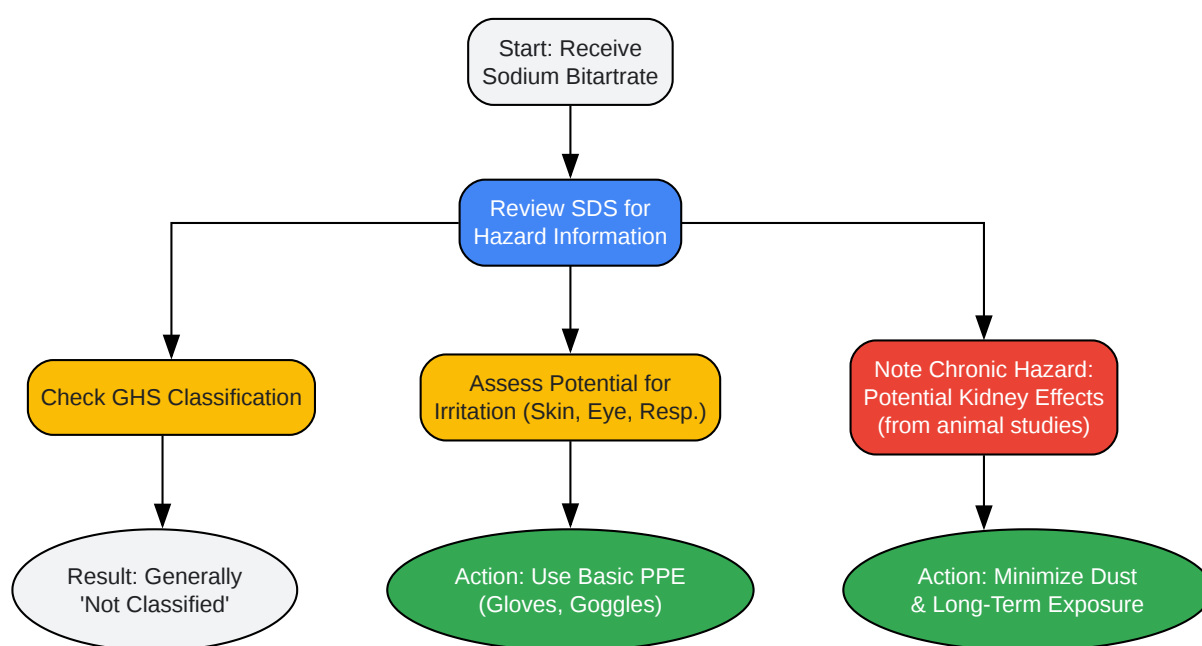 Start: Receive
Sodium Bitartrate
Review SDS for
Hazard Information
Check GHS Classification
Assess Potential for
Irritation (Skin, Eye, Resp.)
Note Chronic Hazard:
Potential Kidney Effects
(from animal studies)
Result: Generally
'Not Classified'
Action: Use Basic PPE
(Gloves, Goggles)
Action: Minimize Dust
& Long-Term Exposure